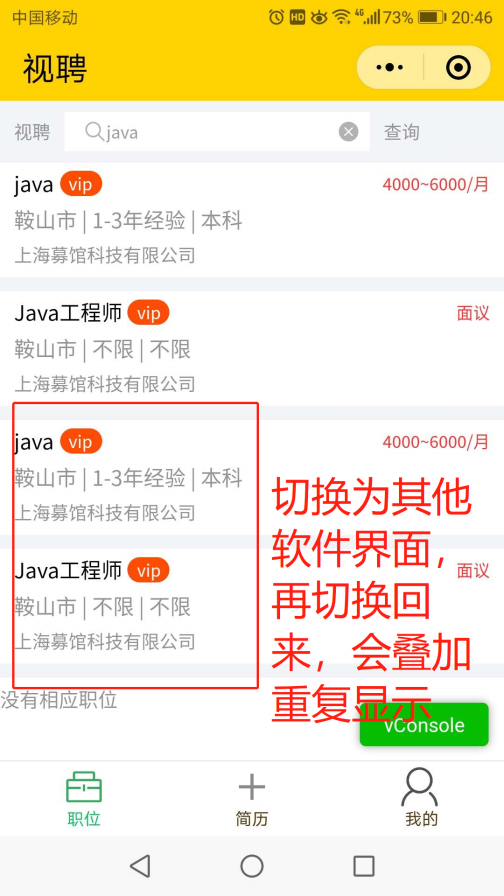 中国移动 HD 4G 73% 20:46
视聘
视聘 java 查询
java vip 4000~6000/月
鞍山市 | 1-3年经验 | 本科
上海募馆科技有限公司
Java工程师 vip 面议
鞍山市 | 不限 | 不限
上海募馆科技有限公司
java vip 4000~6000/月
鞍山市 | 1-3年经验 | 本科
上海募馆科技有限公司
Java工程师 vip 面议
鞍山市 | 不限 | 不限
上海募馆科技有限公司
切换为其他
软件界面，
再切换回
来，会叠加
重复显示
没有相应职位
vConsole
职位 简历 我的